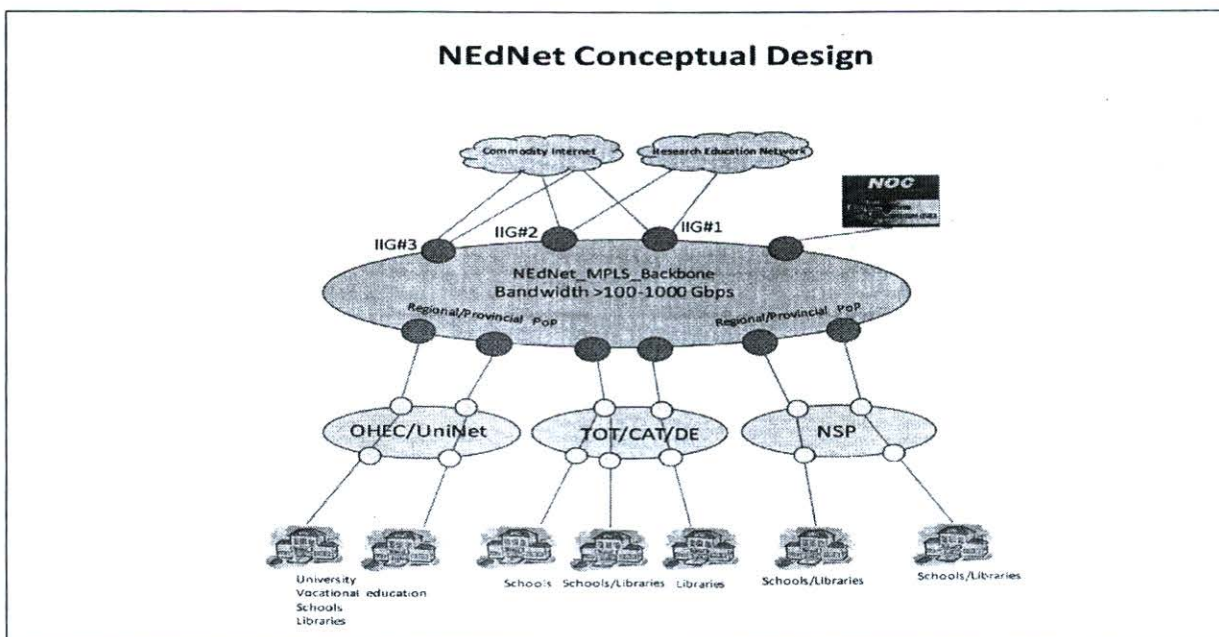 NEdNet Conceptual Design
Commodity Internet
Research Education Network
NOC
IIG#3
IIG#2
IIG#1
NEdNet_MPLS_Backbone
Bandwidth >100-1000 Gbps
Regional/Provincial PoP
Regional/Provincial PoP
OHEC/UniNet
TOT/CAT/DE
NSP
University
Vocational education
Schools
Libraries
Schools
Schools/Libraries
Libraries
Schools/Libraries
Schools/Libraries